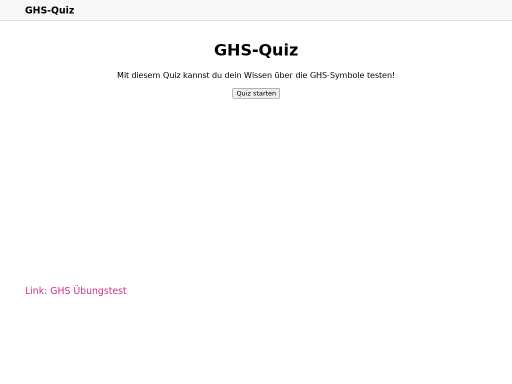 GHS-Quiz
GHS-Quiz
Mit diesem Quiz kannst du dein Wissen über die GHS-Symbole testen!
Quiz starten
Link: GHS Übungstest